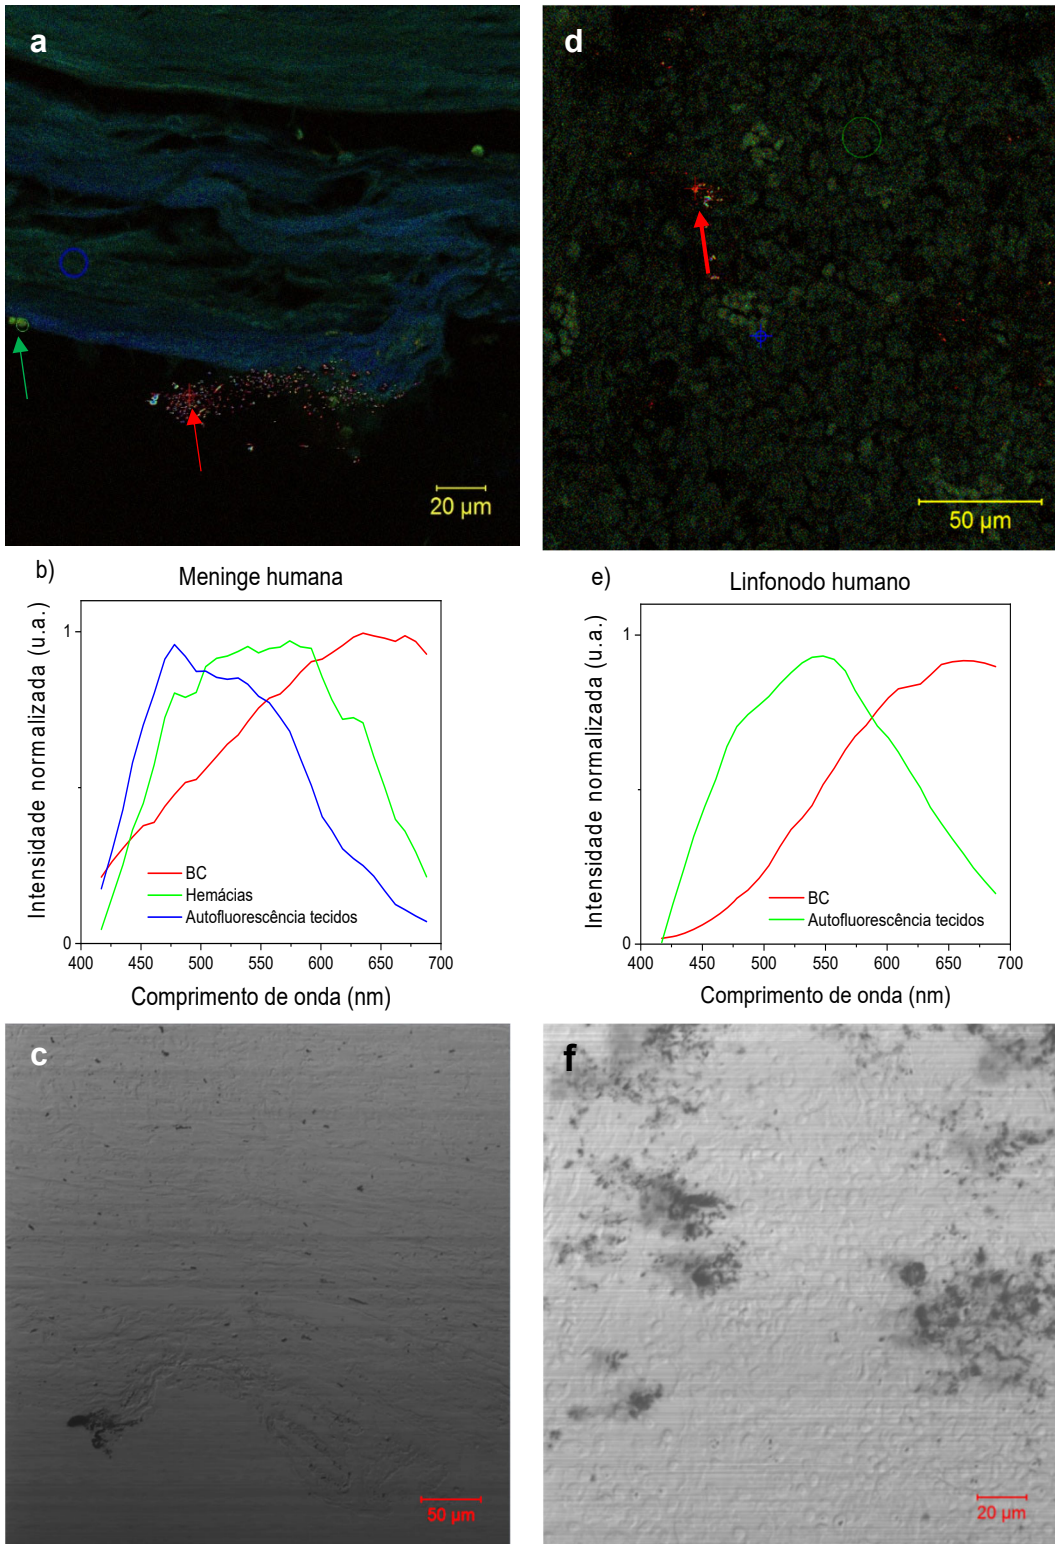 a
20 µm
d
50 µm
b)
Meninge humana
Intensidade normalizada (u.a.)
1
0
BC
Hemácias
Autofluorescência tecidos
400 450 500 550 600 650 700
Comprimento de onda (nm)
e)
Linfonodo humano
Intensidade normalizada (u.a.)
1
0
BC
Autofluorescência tecidos
400 450 500 550 600 650 700
Comprimento de onda (nm)
c
50 µm
f
20 µm